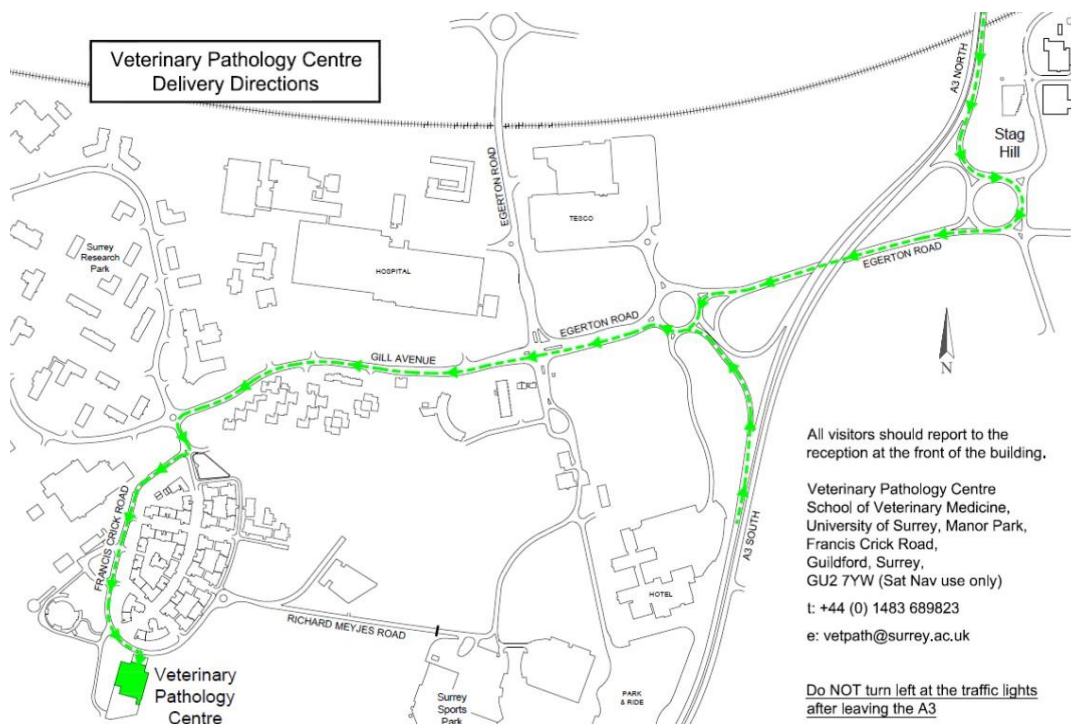 Veterinary Pathology Centre
Delivery Directions
A3 NORTH
Stag
Hill
EGERTON ROAD
TESCO
Surrey
Research
Park
HOSPITAL
EGERTON ROAD
EGERTON ROAD
GILL AVENUE
N
All visitors should report to the
reception at the front of the building.
Veterinary Pathology Centre
School of Veterinary Medicine,
University of Surrey, Manor Park,
Francis Crick Road,
Guildford, Surrey,
GU2 7YW (Sat Nav use only)
t: +44 (0) 1483 689823
e: vetpath@surrey.ac.uk
Do NOT turn left at the traffic lights
after leaving the A3
FRANCIS CRICK ROAD
A3 SOUTH
HOTEL
RICHARD MEYJES ROAD
Veterinary
Pathology
Centre
Surrey
Sports
Park
PARK
& RIDE